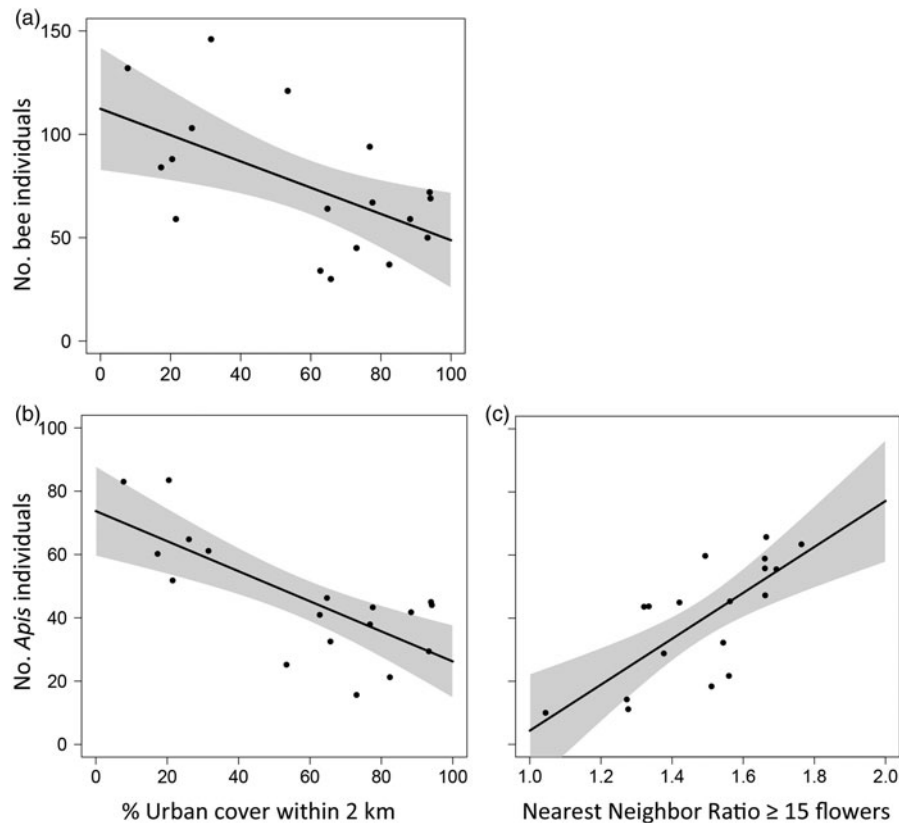 (a)
150
100
50
0
No. bee individuals
0 20 40 60 80 100
(b)
100
80
60
40
20
0
No. Apis individuals
0 20 40 60 80 100
% Urban cover within 2 km
(c)
1.0 1.2 1.4 1.6 1.8 2.0
Nearest Neighbor Ratio ≥ 15 flowers